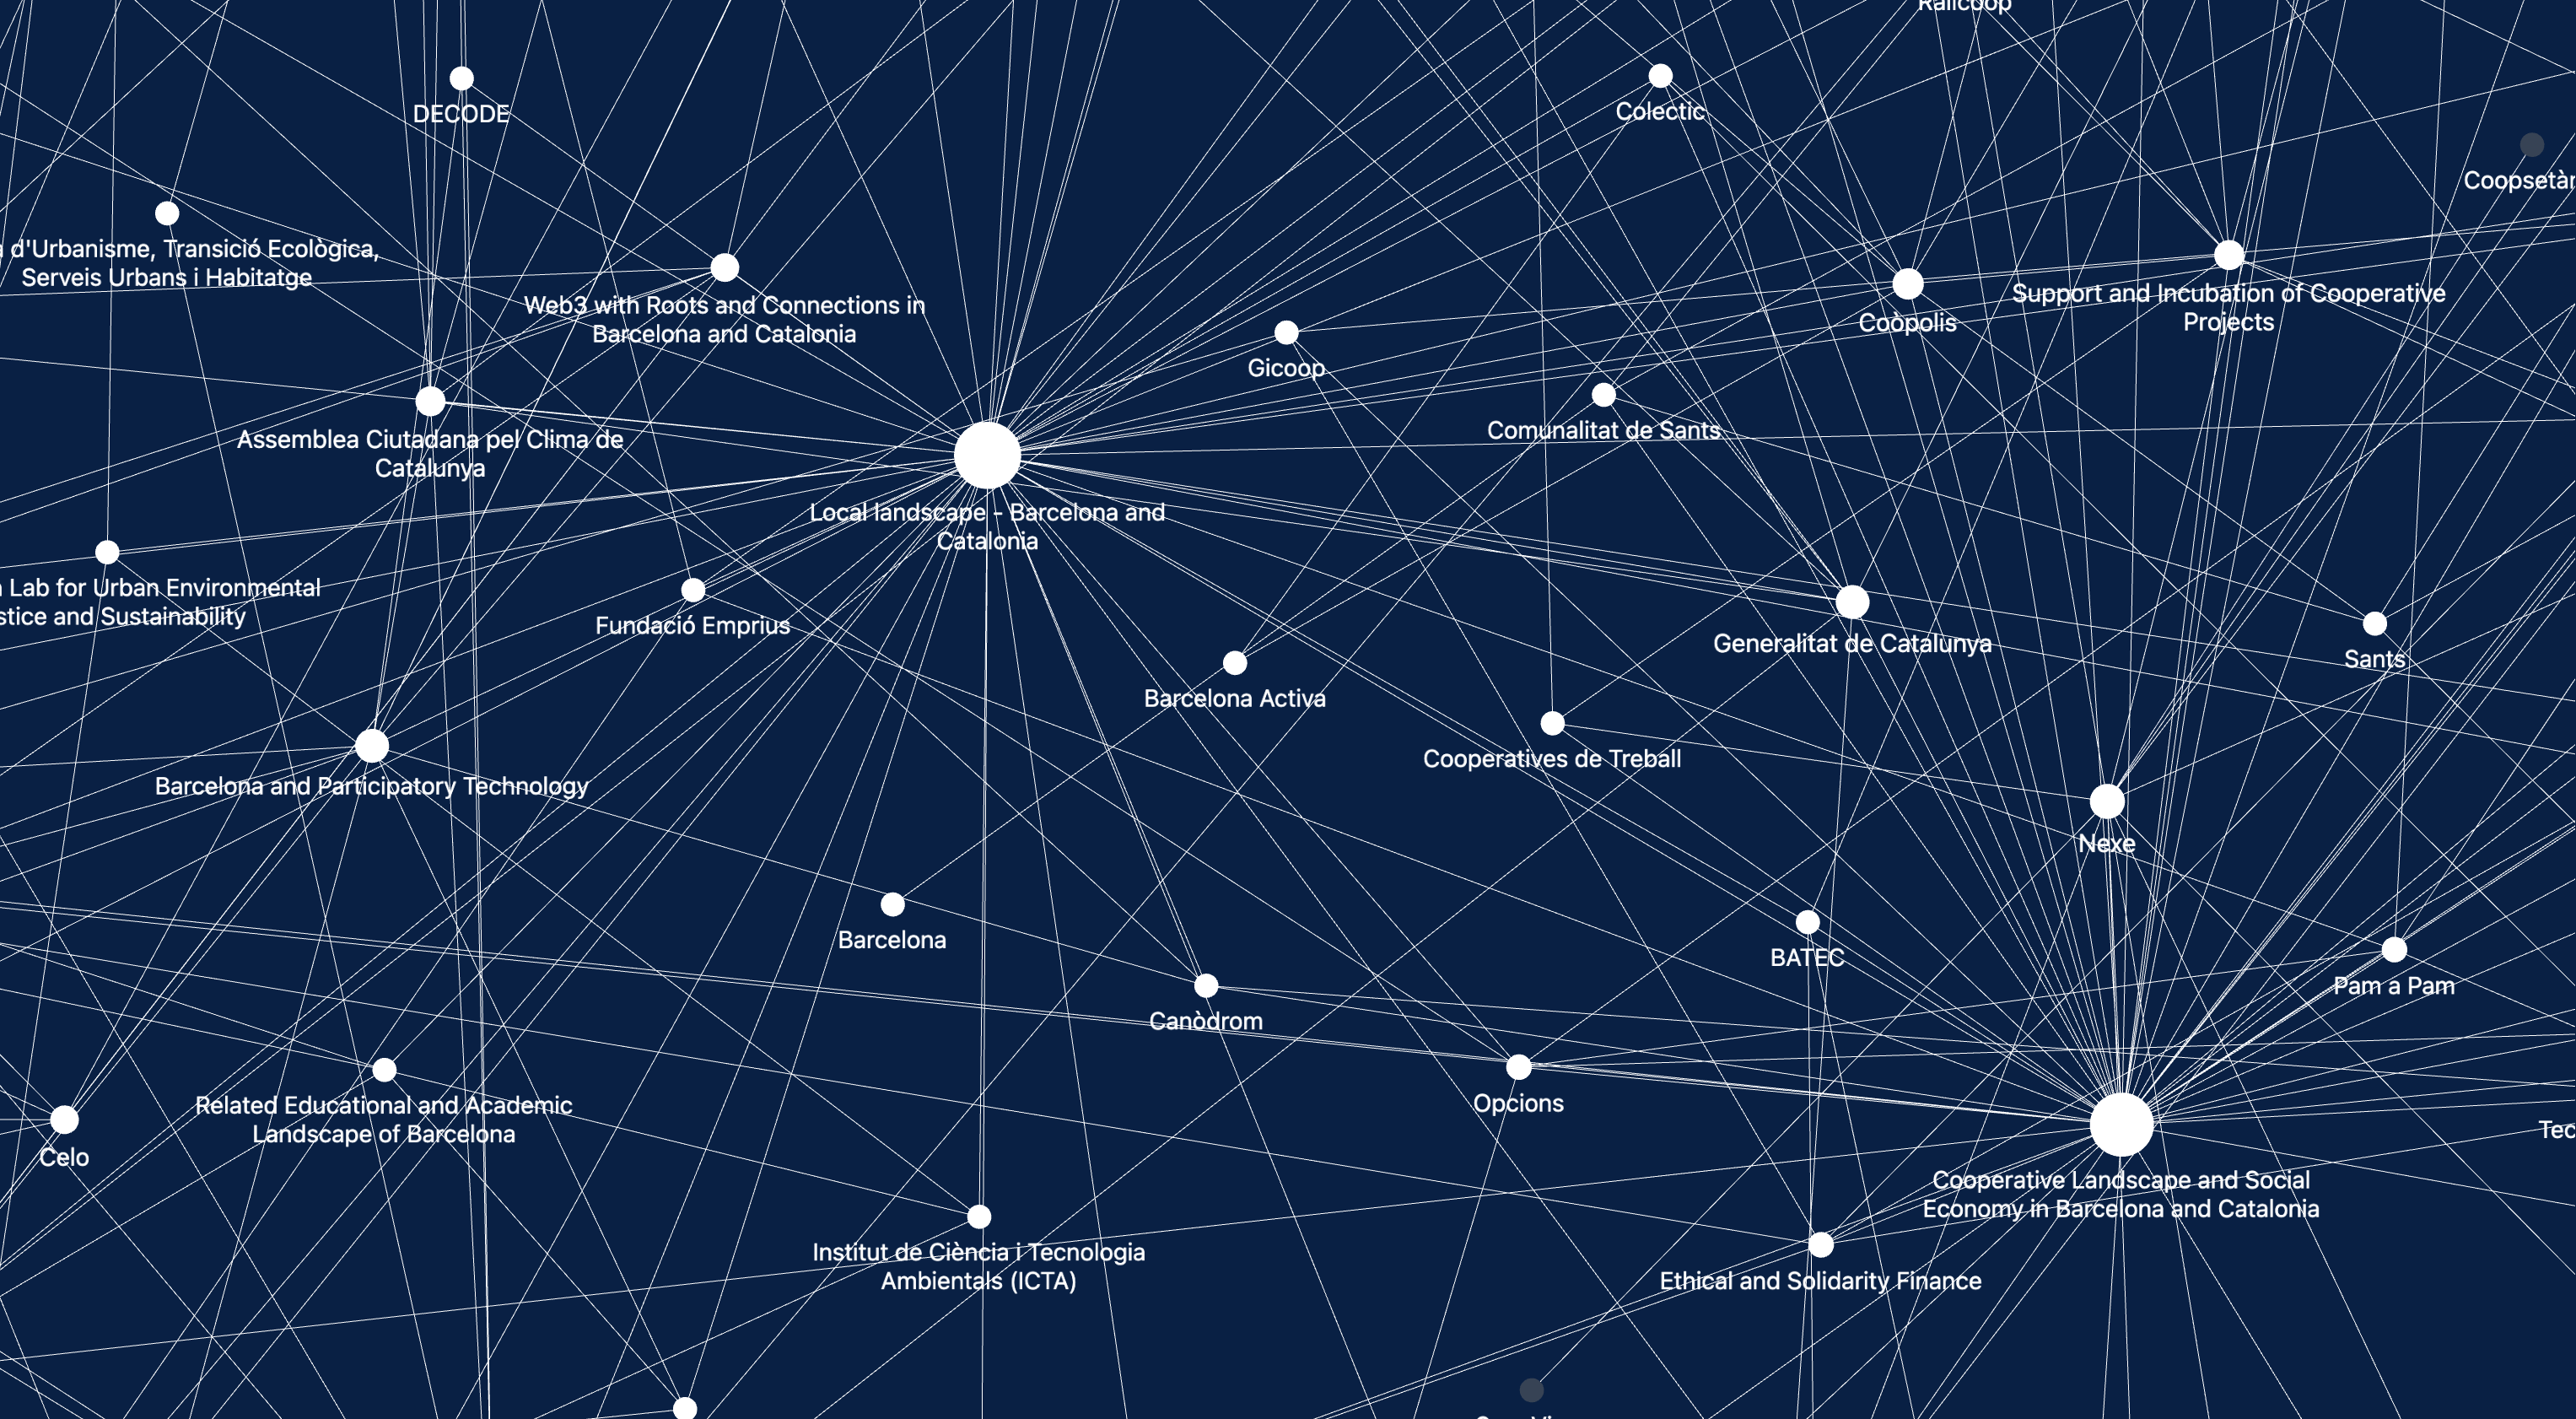 Railcoop
DECODE
Colectic
Coopsetàn
d'Urbanisme, Transició Ecològica,
Serveis Urbans i Habitatge
Web3 with Roots and Connections in
Barcelona and Catalonia
Support and Incubation of Cooperative
Projects
Coòpolis
Gicoop
Comunalitat de Sants
Assemblea Ciutadana pel Clima de
Catalunya
Local landscape - Barcelona and
Catalonia
Lab for Urban Environmental
stice and Sustainability
Fundació Emprius
Generalitat de Catalunya
Sants
Barcelona Activa
Cooperatives de Treball
Barcelona and Participatory Technology
Nexe
Barcelona
BATEC
Pam a Pam
Canòdrom
Opcions
Related Educational and Academic
Landscape of Barcelona
Tec
Celo
Cooperative Landscape and Social
Economy in Barcelona and Catalonia
Institut de Ciència i Tecnologia
Ambientals (ICTA)
Ethical and Solidarity Finance